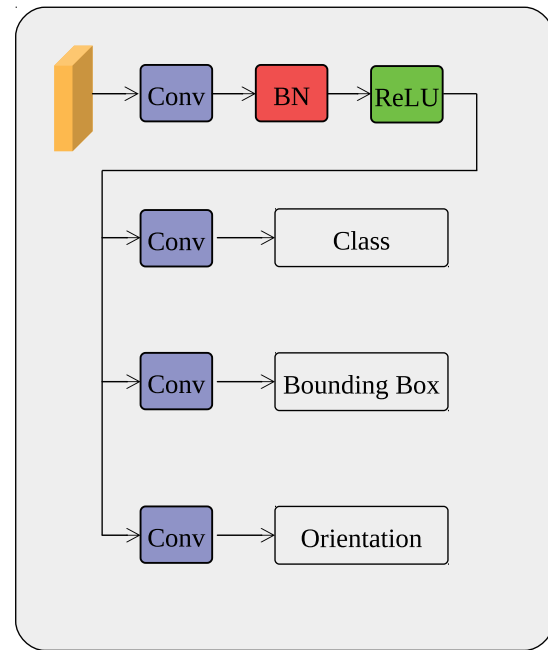 Conv
BN
ReLU
Conv
Class
Conv
Bounding Box
Conv
Orientation